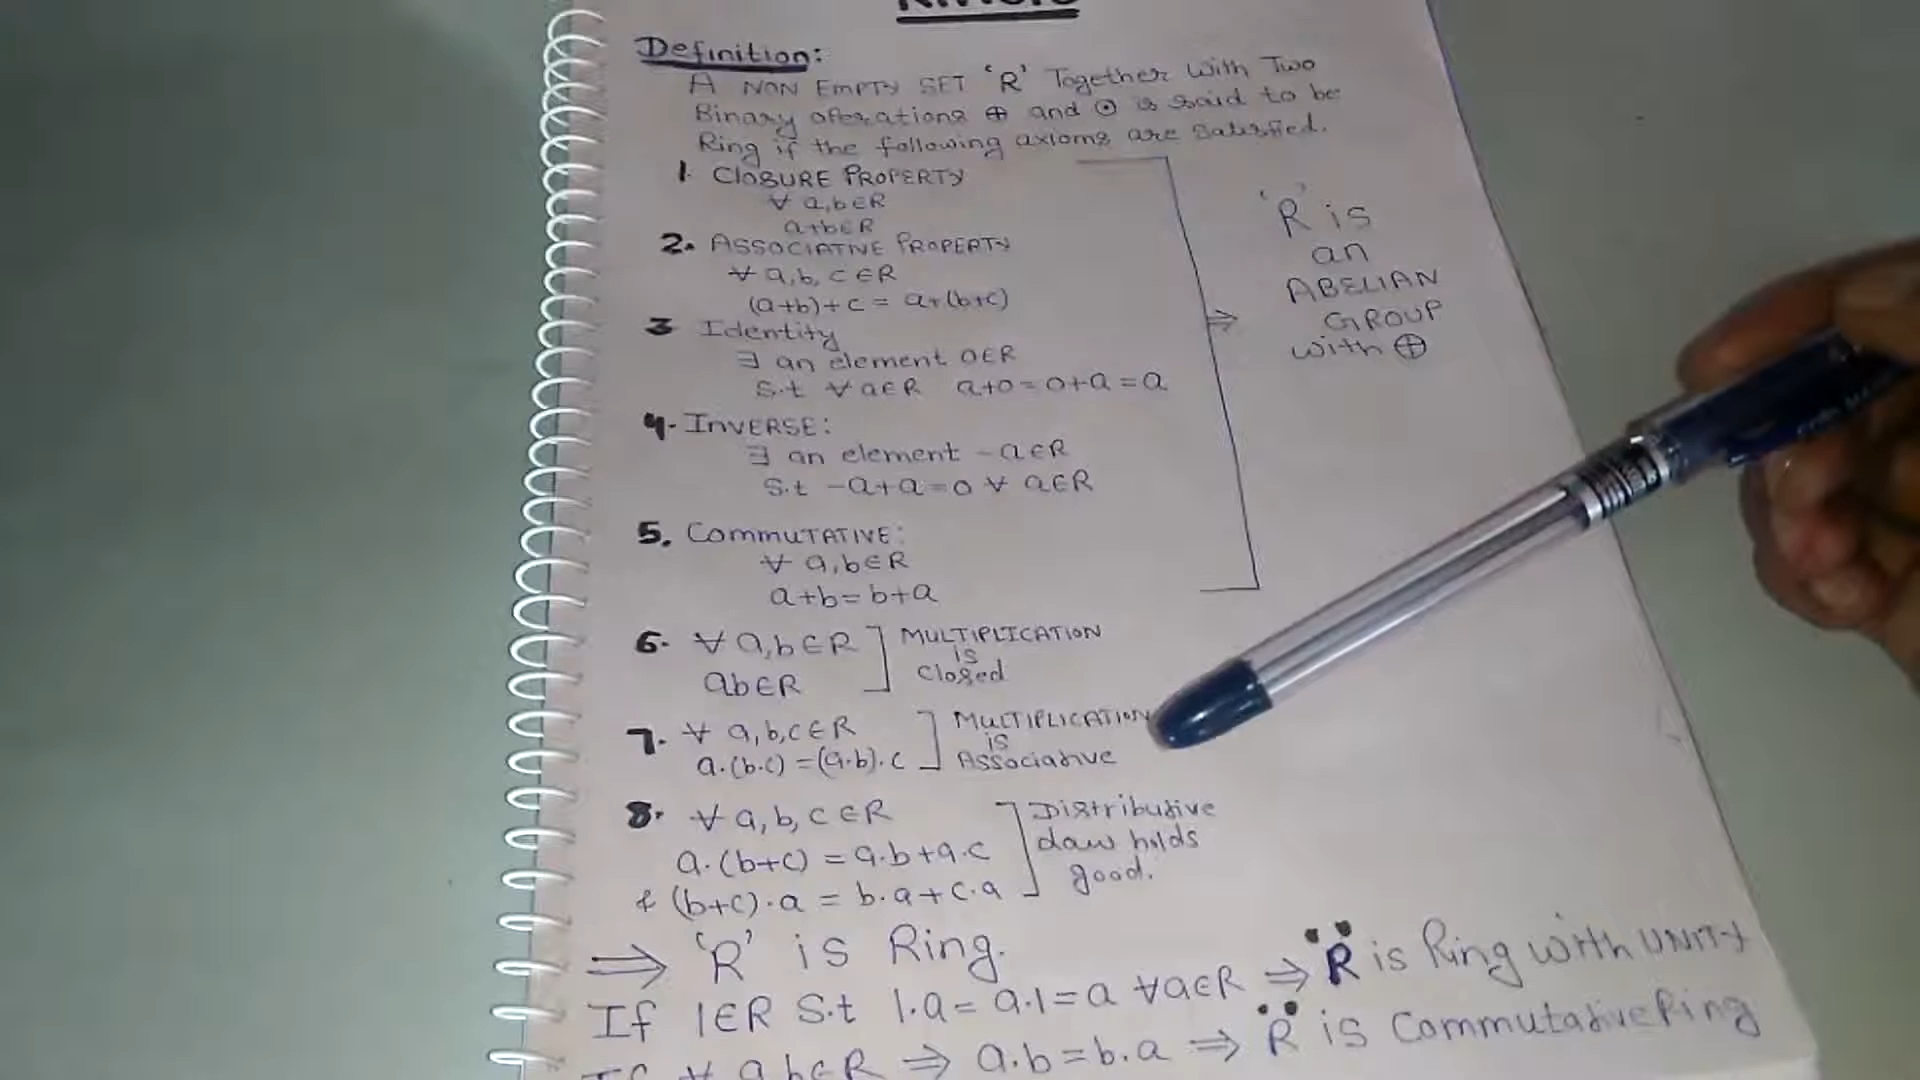 Definition:
A NON EMPTY SET 'R' Together With Two
Binary operations ⊕ and ⊙ is said to be
Ring if the following axioms are satisfied.
1. CLOSURE PROPERTY
∀ a,b∈R
a+b∈R
2. ASSOCIATIVE PROPERTY
∀ a,b,c∈R
(a+b)+c = a+(b+c)
3 Identity
∃ an element 0∈R
S.t ∀a∈R a+0=0+a=a
4. INVERSE:
∃ an element -a∈R
S.t -a+a=0 ∀ a∈R
5. COMMUTATIVE:
∀ a,b∈R
a+b=b+a
⇒ 'R' is
an
ABELIAN
GROUP
with ⊕
6. ∀ a,b∈R ] MULTIPLICATION
is
ab∈R closed
7. ∀ a,b,c∈R ] MULTIPLICATION
is
a.(b.c)=(a.b).c Associative
8. ∀ a,b,c∈R ] Distributive
a.(b+c) = a.b+a.c law holds
& (b+c).a = b.a+c.a good.
⇒ 'R' is Ring.
If 1∈R S.t 1.a=a.1=a ∀a∈R ⇒ R is Ring with UNITY
If ∀ a,b∈R ⇒ a.b=b.a ⇒ R is Commutative Ring